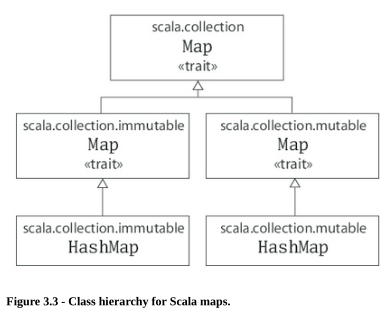 scala.collection
Map
«trait»
scala.collection.immutable
Map
«trait»
scala.collection.mutable
Map
«trait»
scala.collection.immutable
HashMap
scala.collection.mutable
HashMap
Figure 3.3 - Class hierarchy for Scala maps.